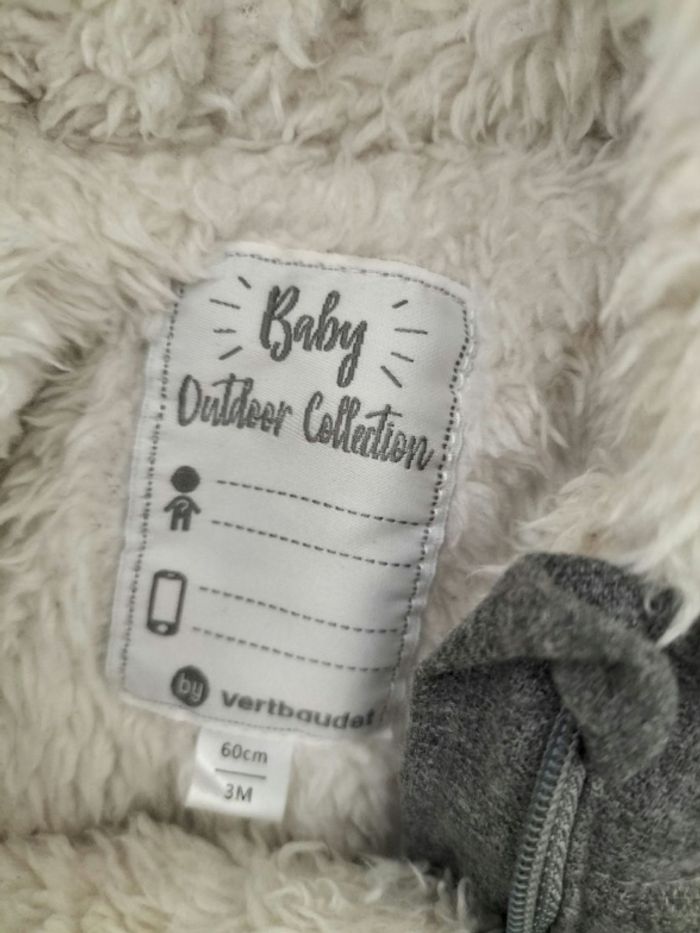 Baby
Outdoor Collection
by vertbaudet
60cm
3M